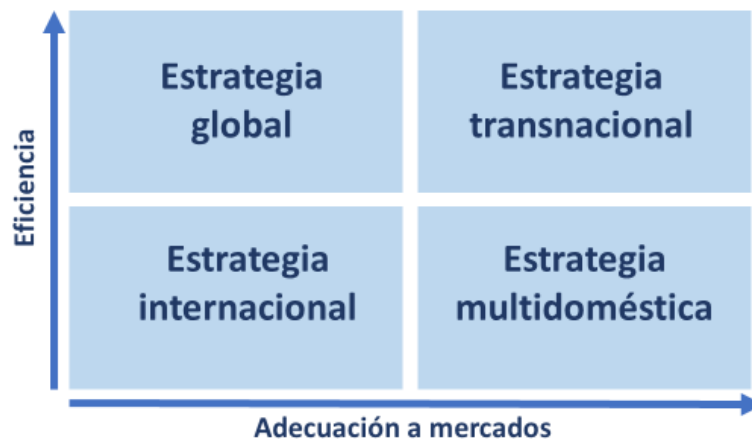 Estrategia
global
Estrategia
transnacional
Eficiencia
Estrategia
internacional
Estrategia
multidoméstica
Adecuación a mercados